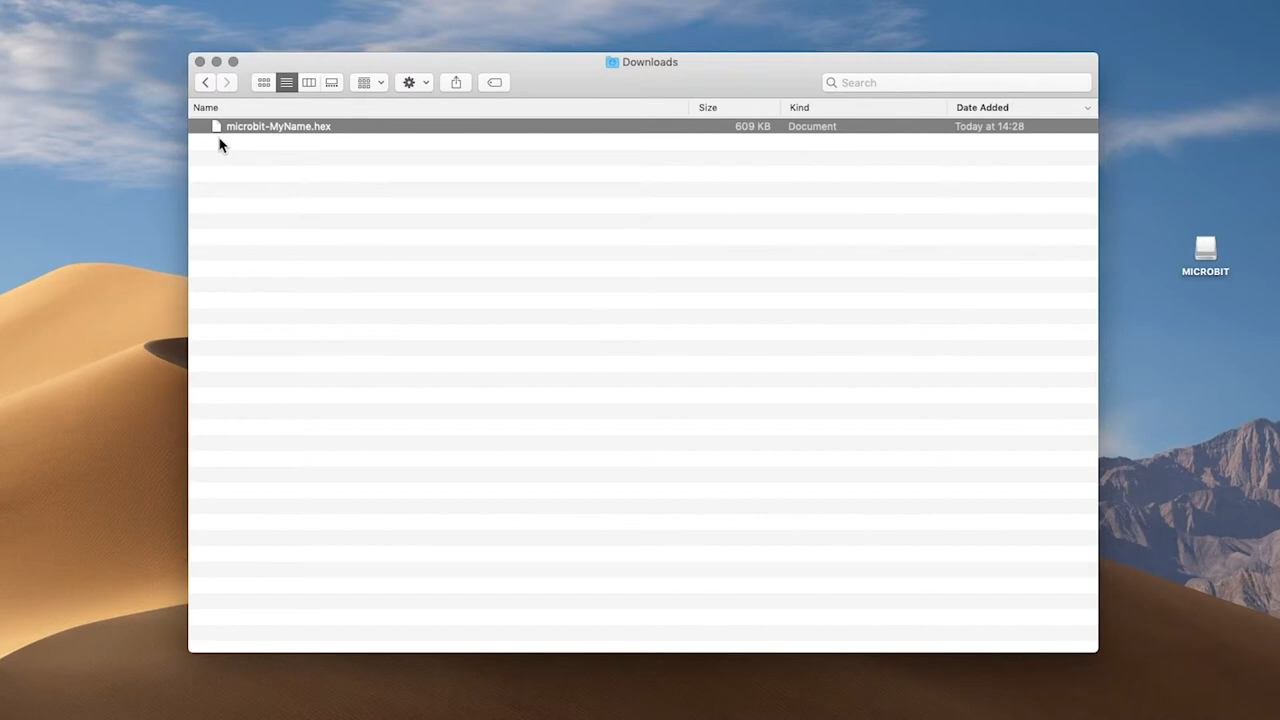 Downloads
Search
Name Size Kind Date Added
microbit-MyName.hex 609 KB Document Today at 14:28
MICROBIT